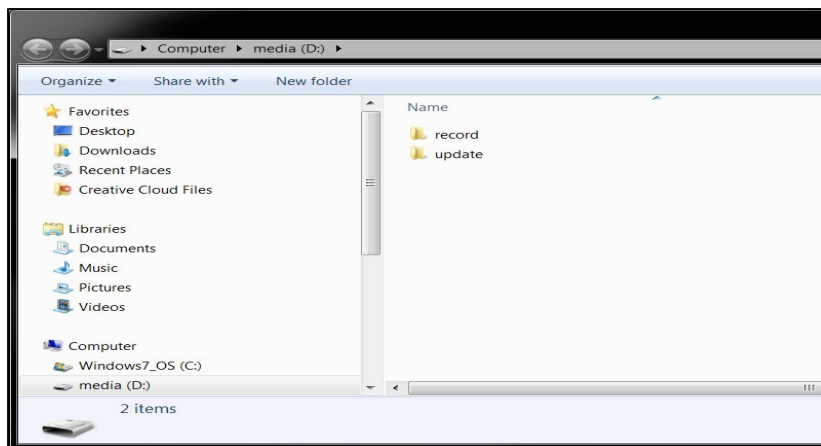 Computer media (D:)
Organize Share with New folder
Favorites
Desktop
Downloads
Recent Places
Creative Cloud Files
Libraries
Documents
Music
Pictures
Videos
Computer
Windows7_OS (C:)
media (D:)
Name
record
update
2 items